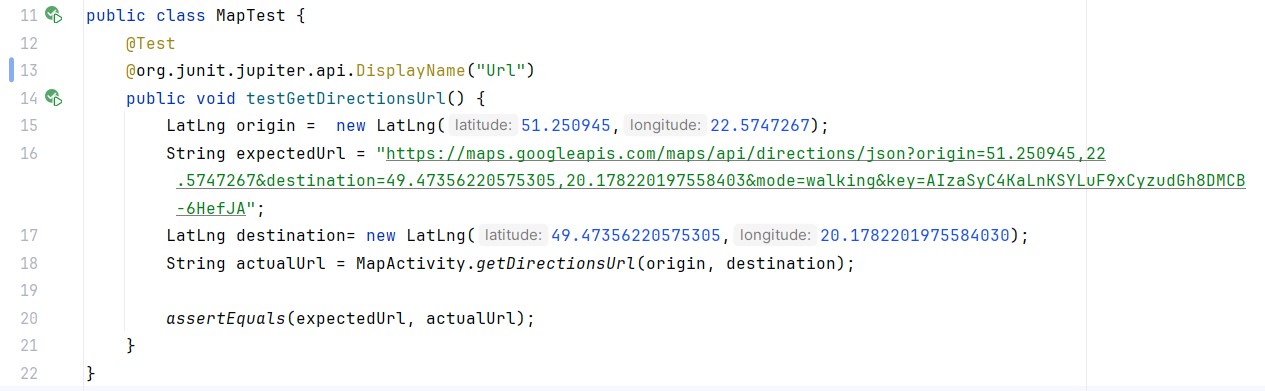 11 public class MapTest {
12 @Test
13 @org.junit.jupiter.api.DisplayName("Url")
14 public void testGetDirectionsUrl() {
15 LatLng origin =  new LatLng( latitude: 51.250945, longitude: 22.5747267);
16 String expectedUrl = "https://maps.googleapis.com/maps/api/directions/json?origin=51.250945,22
.5747267&destination=49.47356220575305,20.178220197558403&mode=walking&key=AIzaSyC4KaLnKSYLuF9xCyzudGh8DMCB
-6HefJA";
17 LatLng destination= new LatLng( latitude: 49.47356220575305, longitude: 20.1782201975584030);
18 String actualUrl = MapActivity.getDirectionsUrl(origin, destination);
19
20 assertEquals(expectedUrl, actualUrl);
21 }
22 }